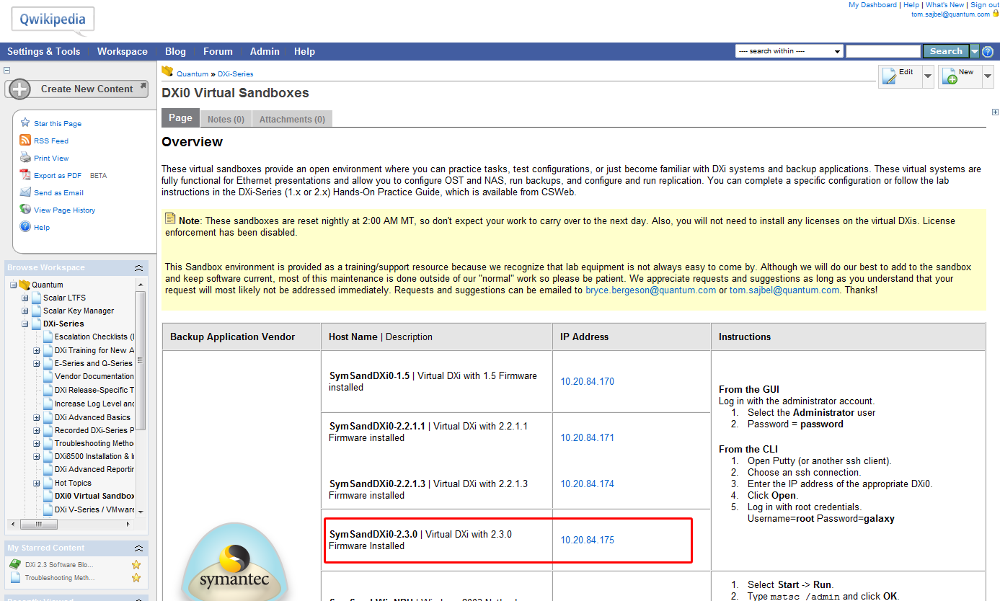 Qwikipedia
My Dashboard | Help | What's New | Sign out
tom.sajbel@quantum.com
Settings & Tools
Workspace
Blog
Forum
Admin
Help
---- search within ----
Search
Create New Content
Star this Page
RSS Feed
Print View
Export as PDF BETA
Send as Email
View Page History
Help
Browse Workspace
Quantum
Scalar LTFS
Scalar Key Manager
DXi-Series
Escalation Checklists (
DXi Training for New A
E-Series and Q-Series
Vendor Documentation
DXi Release-Specific T
Increase Log Level and
DXi Advanced Basics
Recorded DXi-Series P
Troubleshooting Metho
DXi8500 Installation & I
DXi Advanced Reportin
Hot Topics
DXi0 Virtual Sandbox
DXi V-Series / VMware
My Starred Content
DXi 2.3 Software Blo...
Troubleshooting Meth...
Recently Viewed
Quantum » DXi-Series
Edit
New
DXi0 Virtual Sandboxes
Page
Notes (0)
Attachments (0)
Overview
These virtual sandboxes provide an open environment where you can practice tasks, test configurations, or just become familiar with DXi systems and backup applications. These virtual systems are
fully functional for Ethernet presentations and allow you to configure OST and NAS, run backups, and configure and run replication. You can complete a specific configuration or follow the lab
instructions in the DXi-Series (1.x or 2.x) Hands-On Practice Guide, which is available from CSWeb.
Note: These sandboxes are reset nightly at 2:00 AM MT, so don't expect your work to carry over to the next day. Also, you will not need to install any licenses on the virtual DXis. License
enforcement has been disabled.
This Sandbox environment is provided as a training/support resource because we recognize that lab equipment is not always easy to come by. Although we will do our best to add to the sandbox
and keep software current, most of this maintenance is done outside of our "normal" work so please be patient. We appreciate requests and suggestions as long as you understand that your
request will most likely not be addressed immediately. Requests and suggestions can be emailed to bryce.bergeson@quantum.com or tom.sajbel@quantum.com. Thanks!
Backup Application Vendor
Host Name | Description
IP Address
Instructions
symantec
SymSandDXi0-1.5 | Virtual DXi with 1.5 Firmware
installed
10.20.84.170
SymSandDXi0-2.2.1.1 | Virtual DXi with 2.2.1.1
Firmware installed
10.20.84.171
SymSandDXi0-2.2.1.3 | Virtual DXi with 2.2.1.3
Firmware installed
10.20.84.174
SymSandDXi0-2.3.0 | Virtual DXi with 2.3.0
Firmware Installed
10.20.84.175
From the GUI
Log in with the administrator account.
1. Select the Administrator user
2. Password = password
From the CLI
1. Open Putty (or another ssh client).
2. Choose an ssh connection.
3. Enter the IP address of the appropriate DXi0.
4. Click Open.
5. Log in with root credentials.
Username=root Password=galaxy
1. Select Start -> Run.
2. Type mstsc /admin and click OK.